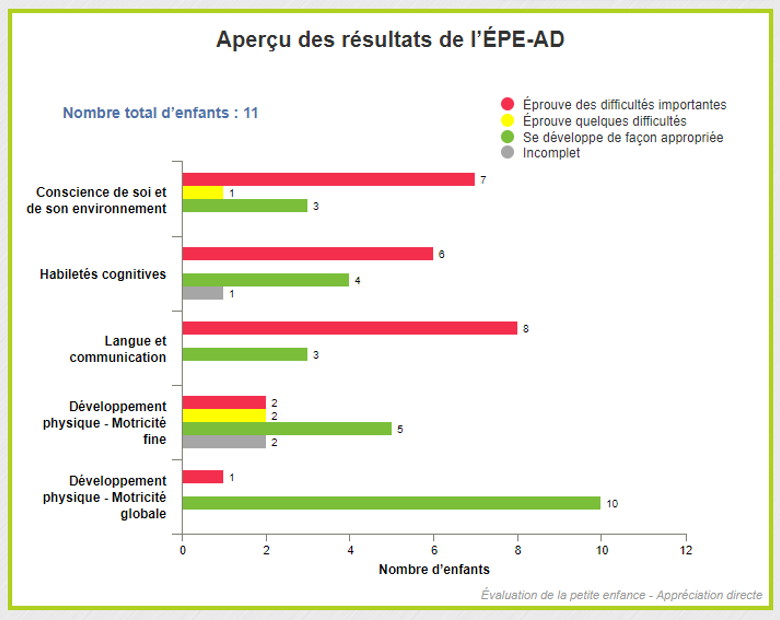 Aperçu des résultats de l’ÉPE-AD
Nombre total d’enfants : 11
Éprouve des difficultés importantes
Éprouve quelques difficultés
Se développe de façon appropriée
Incomplet
Conscience de soi et
de son environnement
7
1
3
Habiletés cognitives
6
4
1
Langue et
communication
8
3
Développement
physique - Motricité
fine
2
2
5
2
Développement
physique - Motricité
globale
1
10
0 2 4 6 8 10 12
Nombre d’enfants
Évaluation de la petite enfance - Appréciation directe